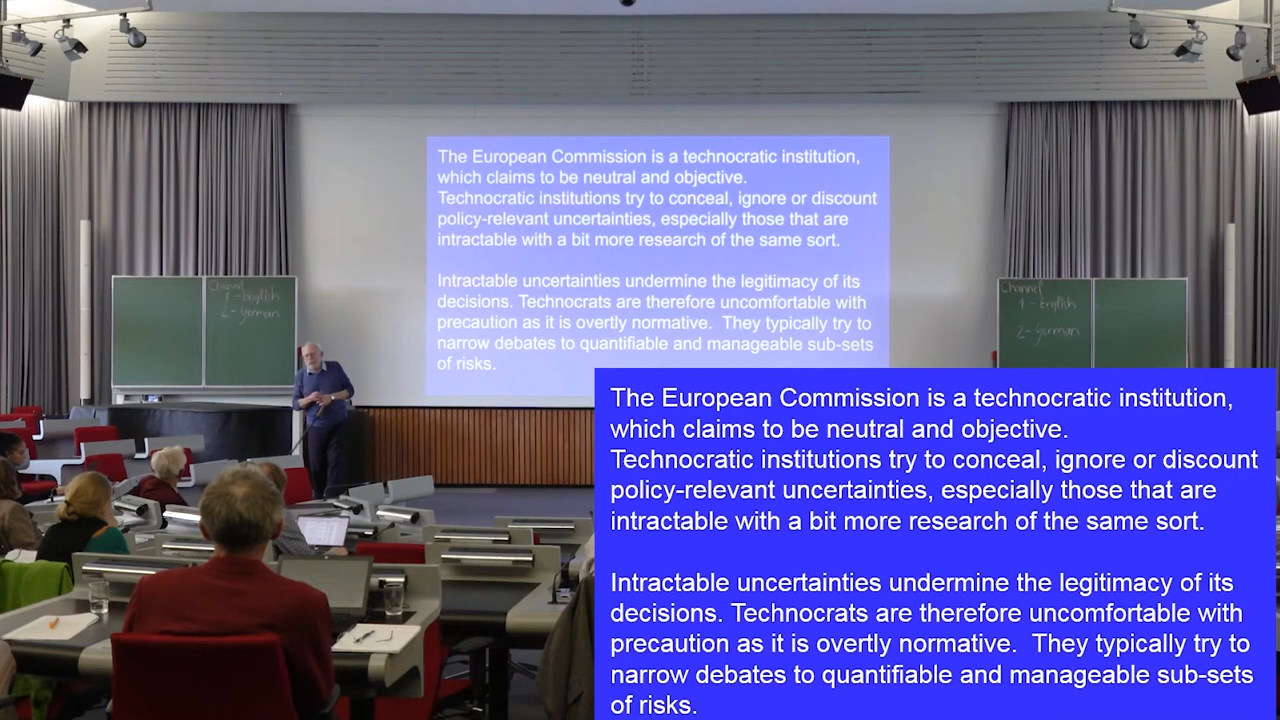 The European Commission is a technocratic institution,
which claims to be neutral and objective.
Technocratic institutions try to conceal, ignore or discount
policy-relevant uncertainties, especially those that are
intractable with a bit more research of the same sort.
Intractable uncertainties undermine the legitimacy of its
decisions. Technocrats are therefore uncomfortable with
precaution as it is overtly normative.  They typically try to
narrow debates to quantifiable and manageable sub-sets
of risks.
Channel
1 - English
2 - German
Channel
1 - English
2 - German
The European Commission is a technocratic institution,
which claims to be neutral and objective.
Technocratic institutions try to conceal, ignore or discount
policy-relevant uncertainties, especially those that are
intractable with a bit more research of the same sort.
Intractable uncertainties undermine the legitimacy of its
decisions. Technocrats are therefore uncomfortable with
precaution as it is overtly normative.  They typically try to
narrow debates to quantifiable and manageable sub-sets
of risks.